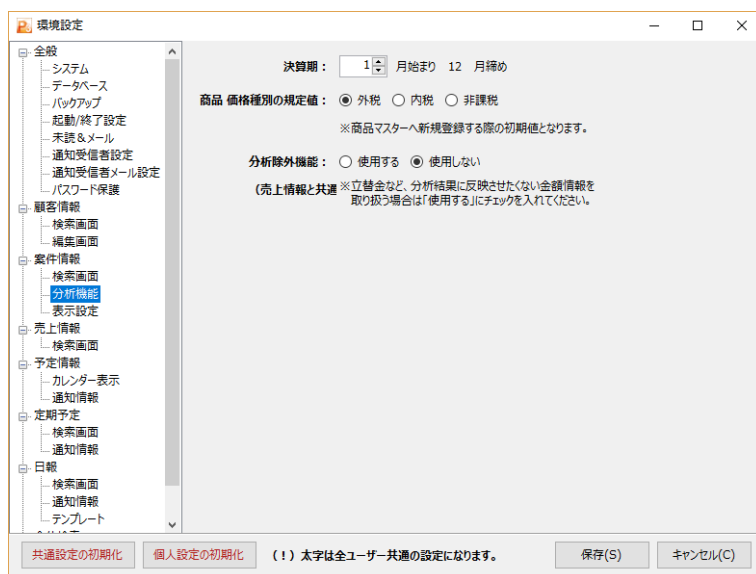 環境設定
全般
システム
データベース
バックアップ
起動/終了設定
未読＆メール
通知受信者設定
通知受信者メール設定
パスワード保護
顧客情報
検索画面
編集画面
案件情報
検索画面
分析機能
表示設定
売上情報
検索画面
予定情報
カレンダー表示
通知情報
定期予定
検索画面
通知情報
日報
検索画面
通知情報
テンプレート
決算期： 1 月始まり 12 月締め
商品 価格種別の規定値： 外税 内税 非課税
※商品マスターへ新規登録する際の初期値となります。
分析除外機能： 使用する 使用しない
(売上情報と共通 ※立替金など、分析結果に反映させたくない金額情報を
取り扱う場合は「使用する」にチェックを入れてください。
共通設定の初期化 個人設定の初期化 (！) 太字は全ユーザー共通の設定になります。 保存(S) キャンセル(C)